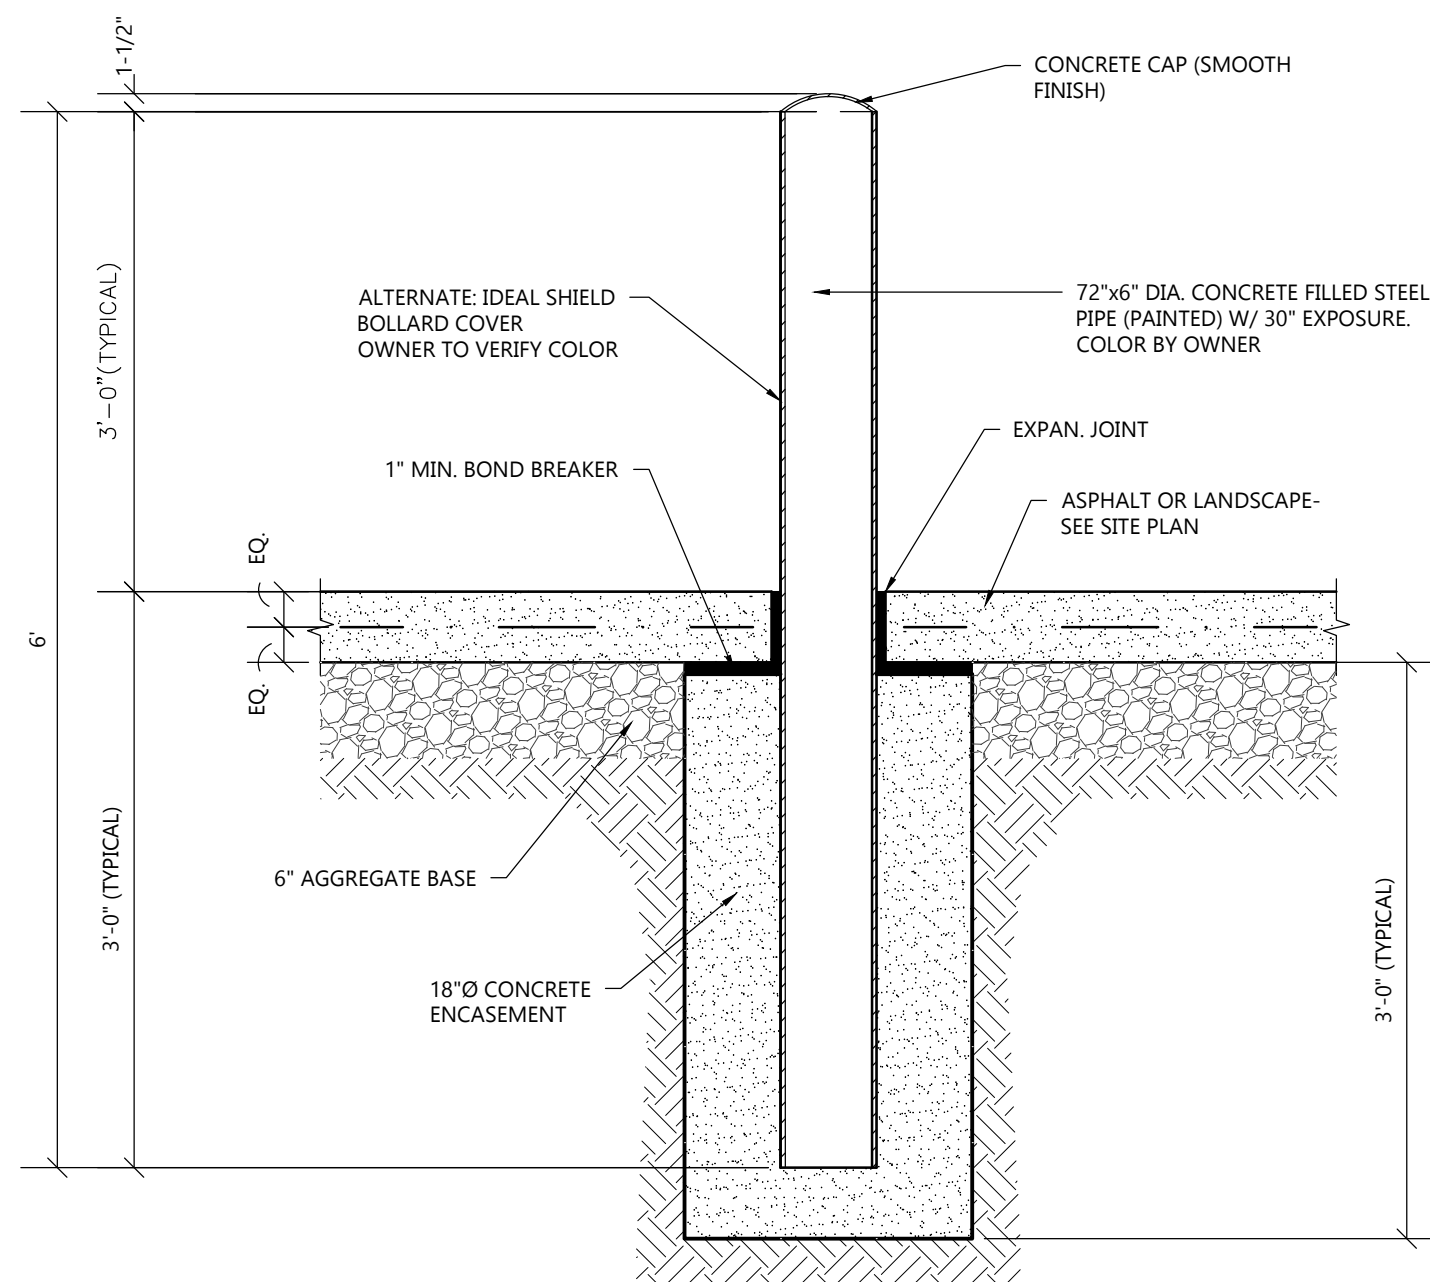 1-1/2"
CONCRETE CAP (SMOOTH
FINISH)
3'-0"(TYPICAL)
ALTERNATE: IDEAL SHIELD
BOLLARD COVER
OWNER TO VERIFY COLOR
72"x6" DIA. CONCRETE FILLED STEEL
PIPE (PAINTED) W/ 30" EXPOSURE.
COLOR BY OWNER
EXPAN. JOINT
1" MIN. BOND BREAKER
ASPHALT OR LANDSCAPE-
SEE SITE PLAN
EQ.
6'
EQ.
6" AGGREGATE BASE
3'-0" (TYPICAL)
3'-0" (TYPICAL)
18"Ø CONCRETE
ENCASEMENT